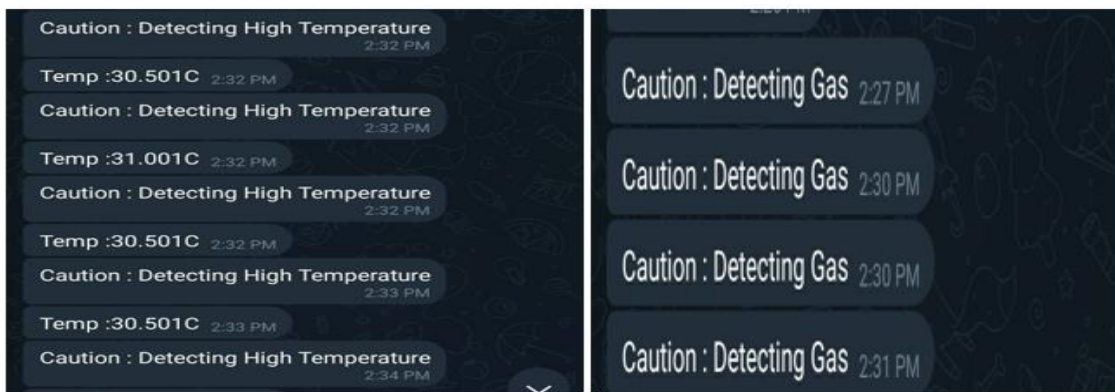 Caution : Detecting High Temperature
2:32 PM
Temp :30.501C 2:32 PM
Caution : Detecting High Temperature
2:32 PM
Temp :31.001C 2:32 PM
Caution : Detecting High Temperature
2:32 PM
Temp :30.501C 2:32 PM
Caution : Detecting High Temperature
2:33 PM
Temp :30.501C 2:33 PM
Caution : Detecting High Temperature
2:34 PM
Caution : Detecting Gas 2:27 PM
Caution : Detecting Gas 2:30 PM
Caution : Detecting Gas 2:30 PM
Caution : Detecting Gas 2:31 PM